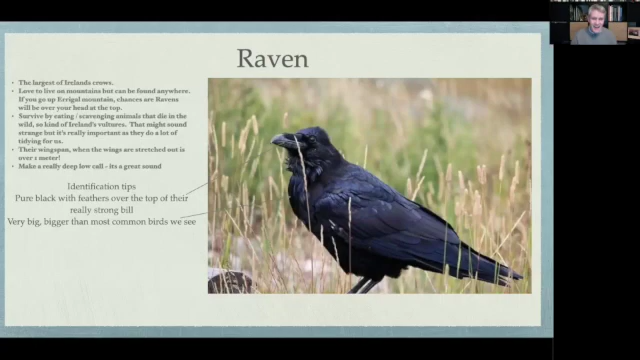 Raven
• The largest of Irelands crows.
• Love to live on mountains but can be found anywhere.
If you go up Errigal mountain, chances are Ravens
will be over your head at the top.
• Survive by eating / scavenging animals that die in the
wild, so kind of Ireland's vultures. That might sound
strange but it's really important as they do a lot of
tidying for us.
• Their wingspan, when the wings are stretched out is
over 1 meter!
• Make a really deep low call - its a great sound
Identification tips
Pure black with feathers over the top of their
really strong bill
Very big, bigger than most common birds we see